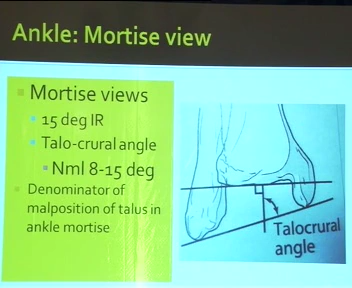 Ankle: Mortise view
Mortise views
15 deg IR
Talo-crural angle
Nml 8-15 deg
Denominator of
malposition of talus in
ankle mortise
Talocrural
angle